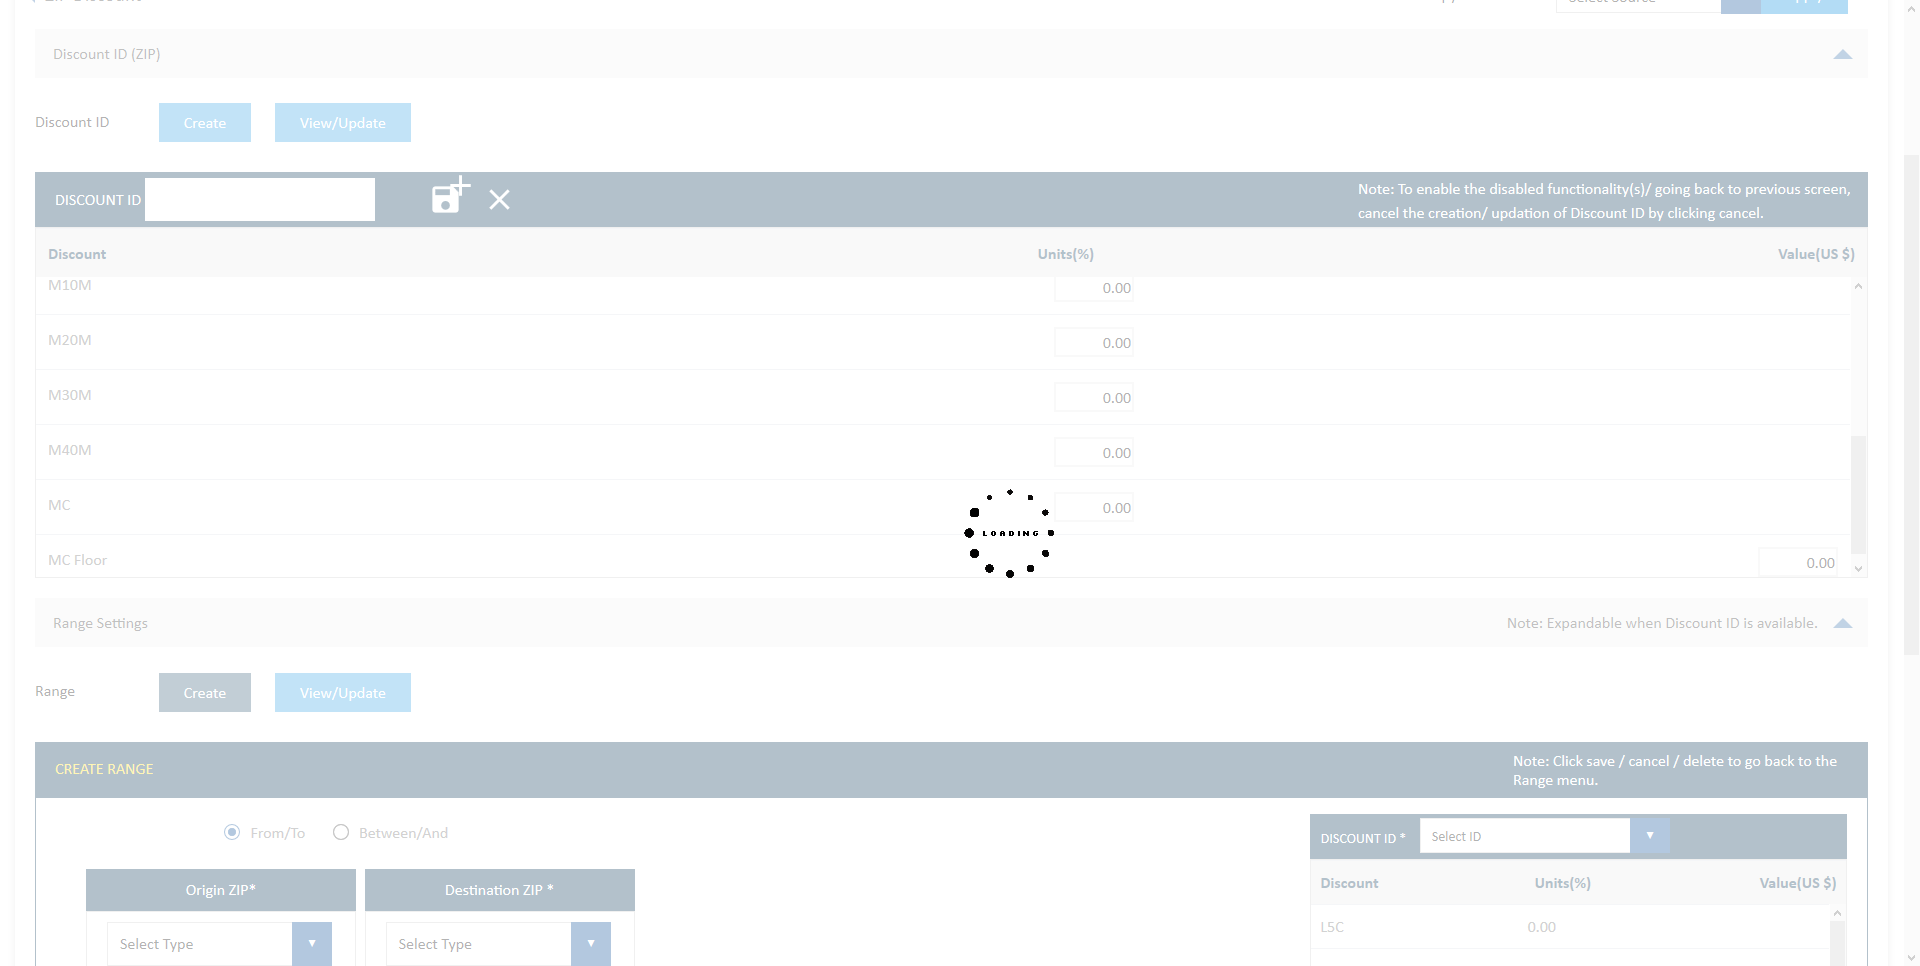 Discount ID (ZIP)
Discount ID
Create
View/Update
DISCOUNT ID
Note: To enable the disabled functionality(s)/ going back to previous screen,
cancel the creation/ updation of Discount ID by clicking cancel.
Discount
Units(%)
Value(US $)
M10M
0.00
M20M
0.00
M30M
0.00
M40M
0.00
MC
0.00
LOADING
MC Floor
0.00
Range Settings
Note: Expandable when Discount ID is available.
Range
Create
View/Update
CREATE RANGE
Note: Click save / cancel / delete to go back to the
Range menu.
From/To
Between/And
DISCOUNT ID *
Select ID
Origin ZIP*
Destination ZIP *
Discount
Units(%)
Value(US $)
Select Type
Select Type
L5C
0.00